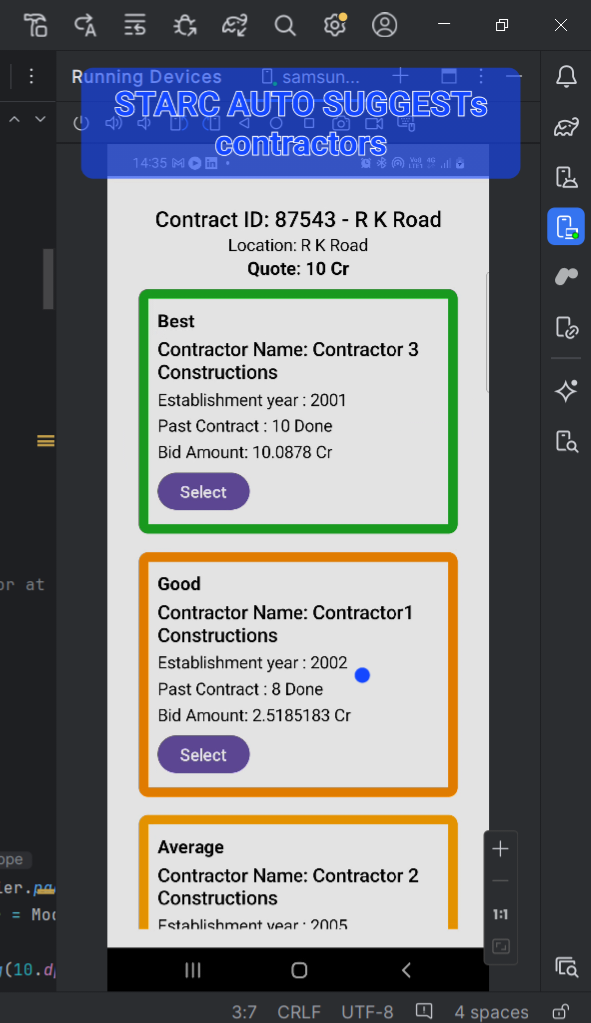 Running Devices
samsun...
STARC AUTO SUGGESTs
contractors
14:35
Contract ID: 87543 - R K Road
Location: R K Road
Quote: 10 Cr
Best
Contractor Name: Contractor 3
Constructions
Establishment year : 2001
Past Contract : 10 Done
Bid Amount: 10.0878 Cr
Select
Good
Contractor Name: Contractor1
Constructions
Establishment year : 2002
Past Contract : 8 Done
Bid Amount: 2.5185183 Cr
Select
Average
Contractor Name: Contractor 2
Constructions
Establishment year : 2005
or at
ope
ler.pa
= Mod
(10.d
1:1
3:7 CRLF UTF-8 4 spaces